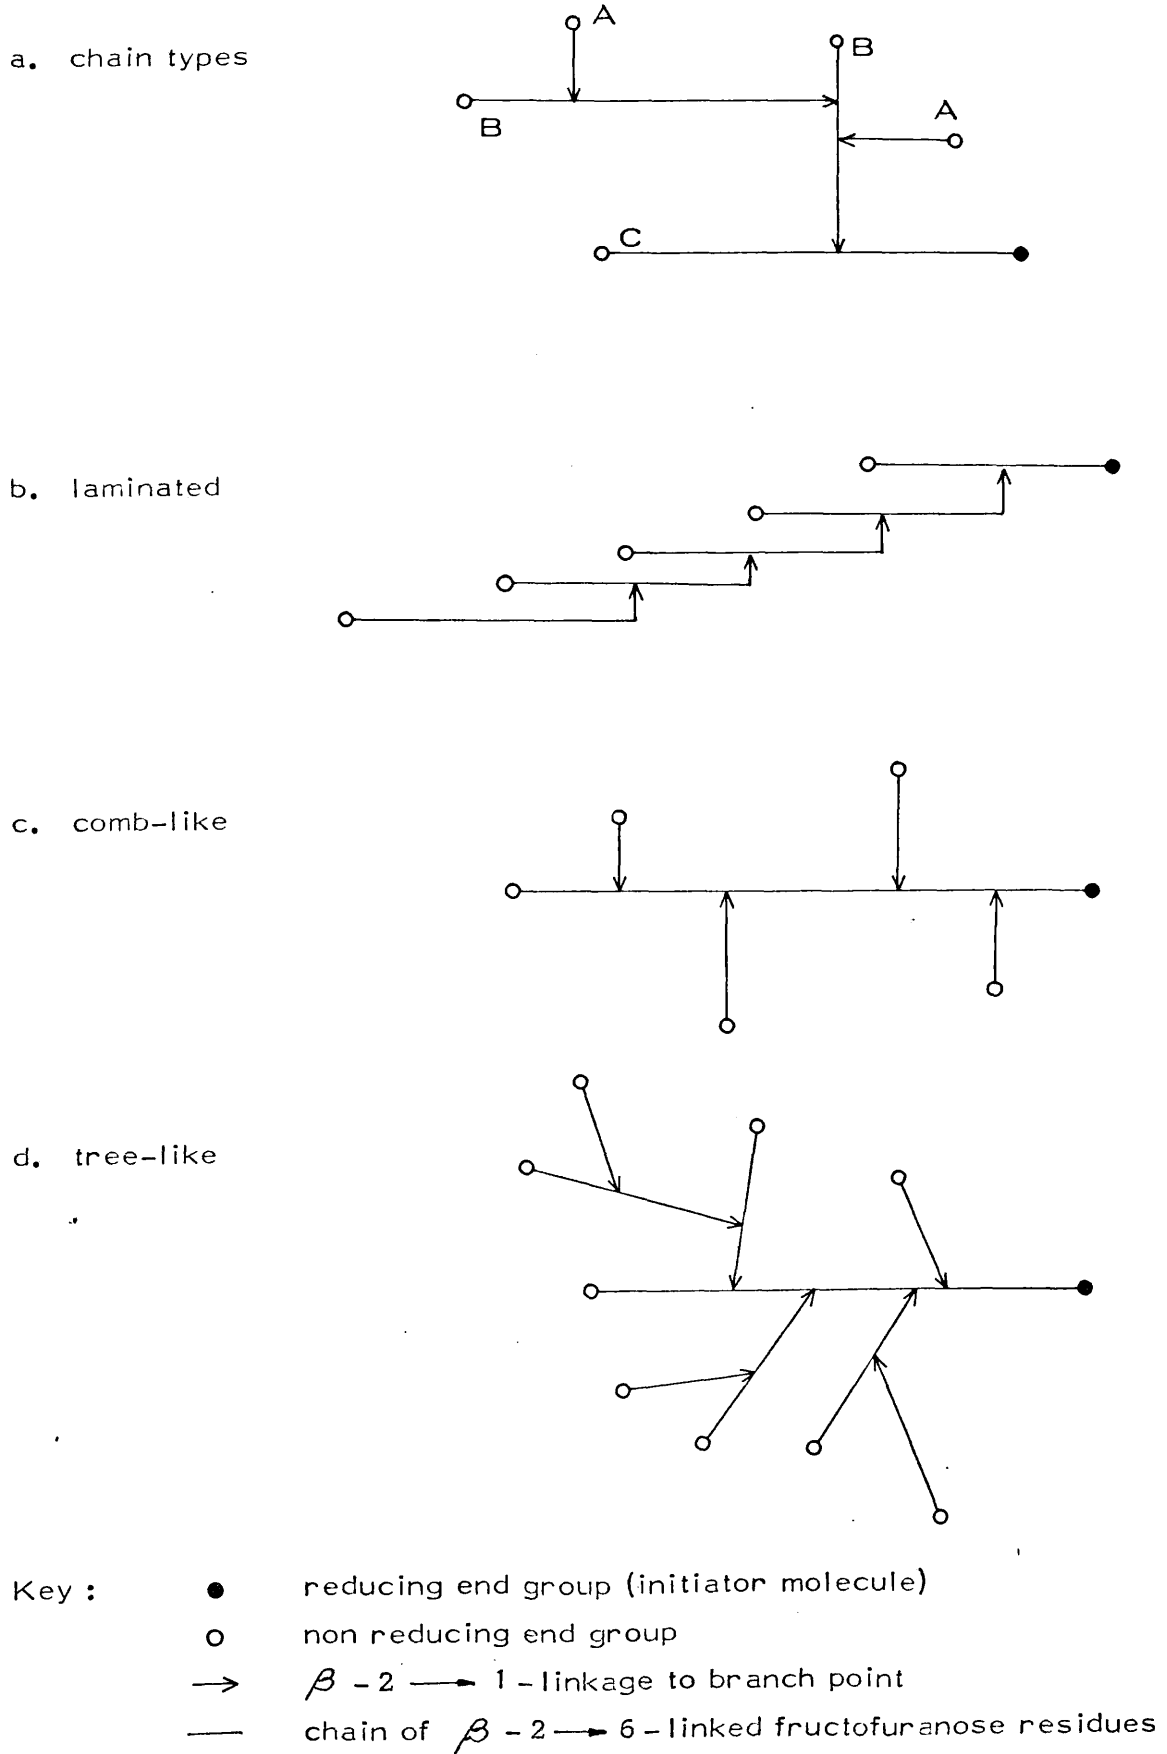 a. chain types
A
B
B
A
C
b. laminated
c. comb-like
d. tree-like
Key :
reducing end group (initiator molecule)
non reducing end group
β - 2 → 1 - linkage to branch point
chain of β - 2 → 6 - linked fructofuranose residues